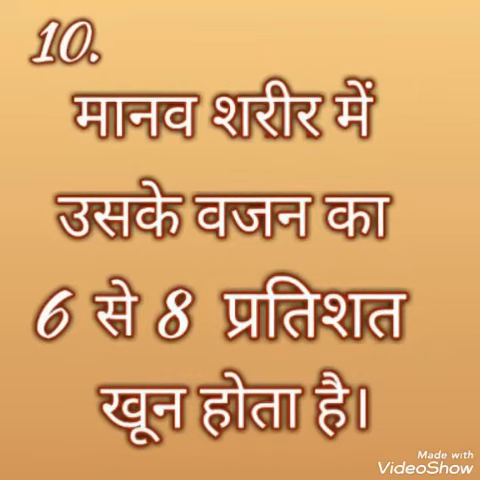 10.
मानव शरीर में
उसके वजन का
6 से 8 प्रतिशत
खून होता है।
Made with
VideoShow